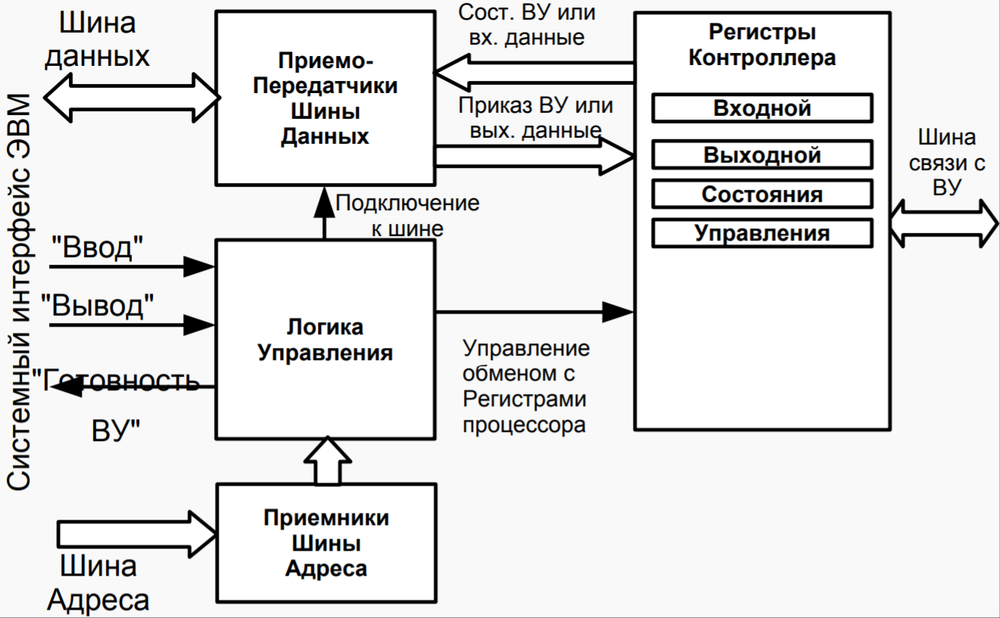 Системный интерфейс ЭВМ
Шина
данных
Приемо-
Передатчики
Шины
Данных
Сост. ВУ или
вх. данные
Приказ ВУ или
вых. данные
Регистры
Контроллера
Входной
Выходной
Состояния
Управления
Шина
связи с
ВУ
Подключение
к шине
"Ввод"
"Вывод"
"Готовность
ВУ"
Логика
Управления
Управление
обменом с
Регистрами
процессора
Приемники
Шины
Адреса
Шина
Адреса